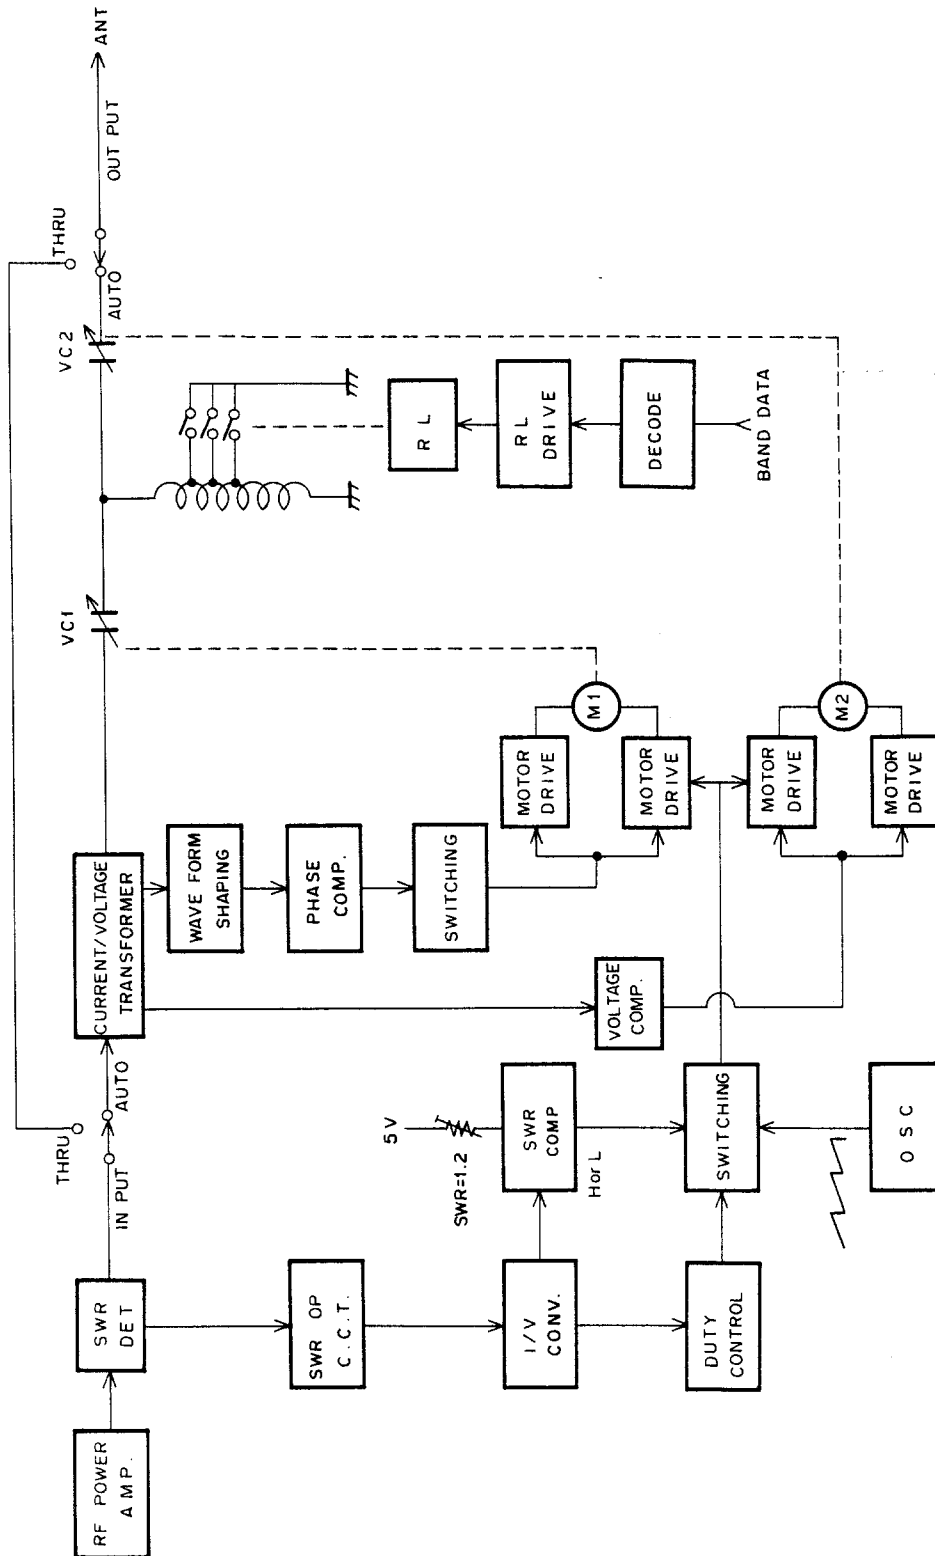 THRU
THRU
RF POWER
AMP.
SWR
DET
IN PUT
AUTO
CURRENT/VOLTAGE
TRANSFORMER
VC1
VC2
AUTO
OUT PUT
ANT
WAVE FORM
SHAPING
PHASE
COMP.
SWITCHING
MOTOR
DRIVE
MOTOR
DRIVE
M1
RL
RL
DRIVE
DECODE
BAND DATA
SWR OP
C.C.T.
I/V
CONV.
5V
SWR=1.2
SWR
COMP
H or L
VOLTAGE
COMP.
DUTY
CONTROL
SWITCHING
OSC
MOTOR
DRIVE
MOTOR
DRIVE
M2